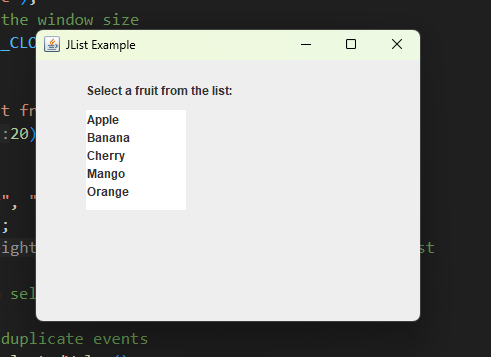 the window size
_CLO
JList Example
t fr
Select a fruit from the list:
:20)
Apple
Banana
Cherry
Mango
Orange
", "
;
ight
st
sel
duplicate events